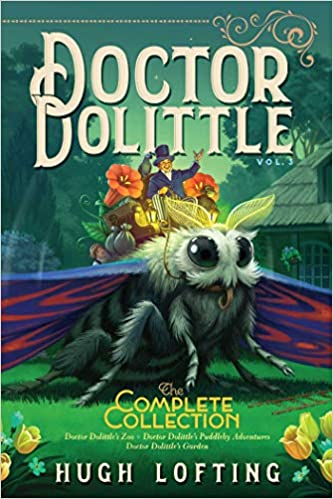 DOCTOR
DOLITTLE
VOL. 3
The
COMPLETE
COLLECTION
Doctor Dolittle's Zoo • Doctor Dolittle's Puddleby Adventures
Doctor Dolittle's Garden
HUGH LOFTING